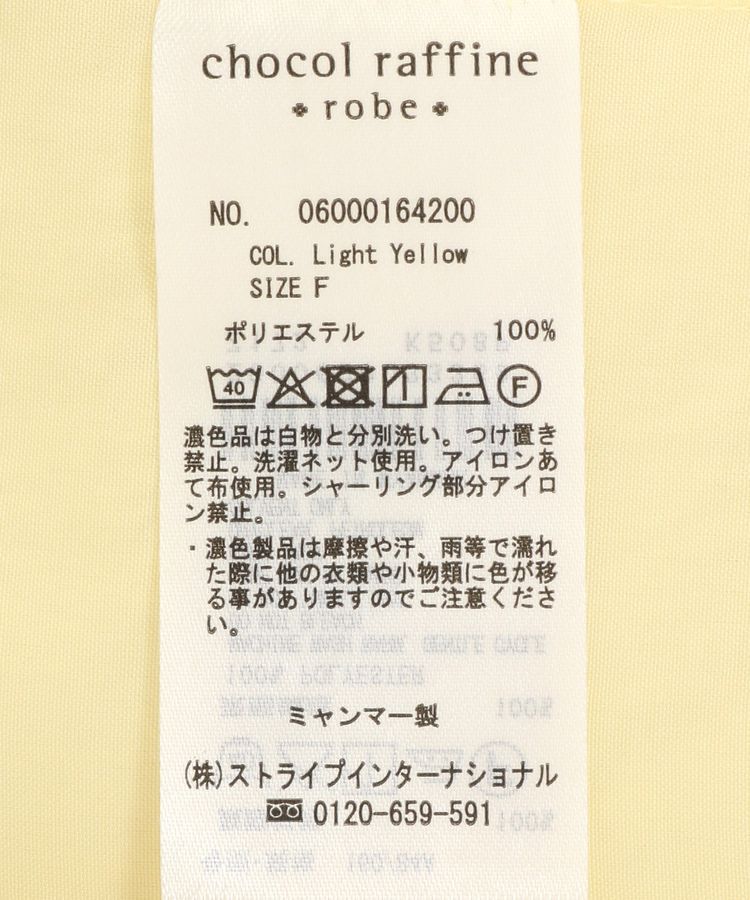 chocol raffine
robe
NO. 06000164200
COL. Light Yellow
SIZE F
ポリエステル 100%
40 F
濃色品は白物と分別洗い。つけ置き
禁止。洗濯ネット使用。アイロンあ
て布使用。シャーリング部分アイロ
ン禁止。
・濃色製品は摩擦や汗、雨等で濡れ
た際に他の衣類や小物類に色が移
る事がありますのでご注意くださ
い。
100% POLYESTER
100%
ミャンマー製
(株)ストライプインターナショナル
0120-659-591
100%